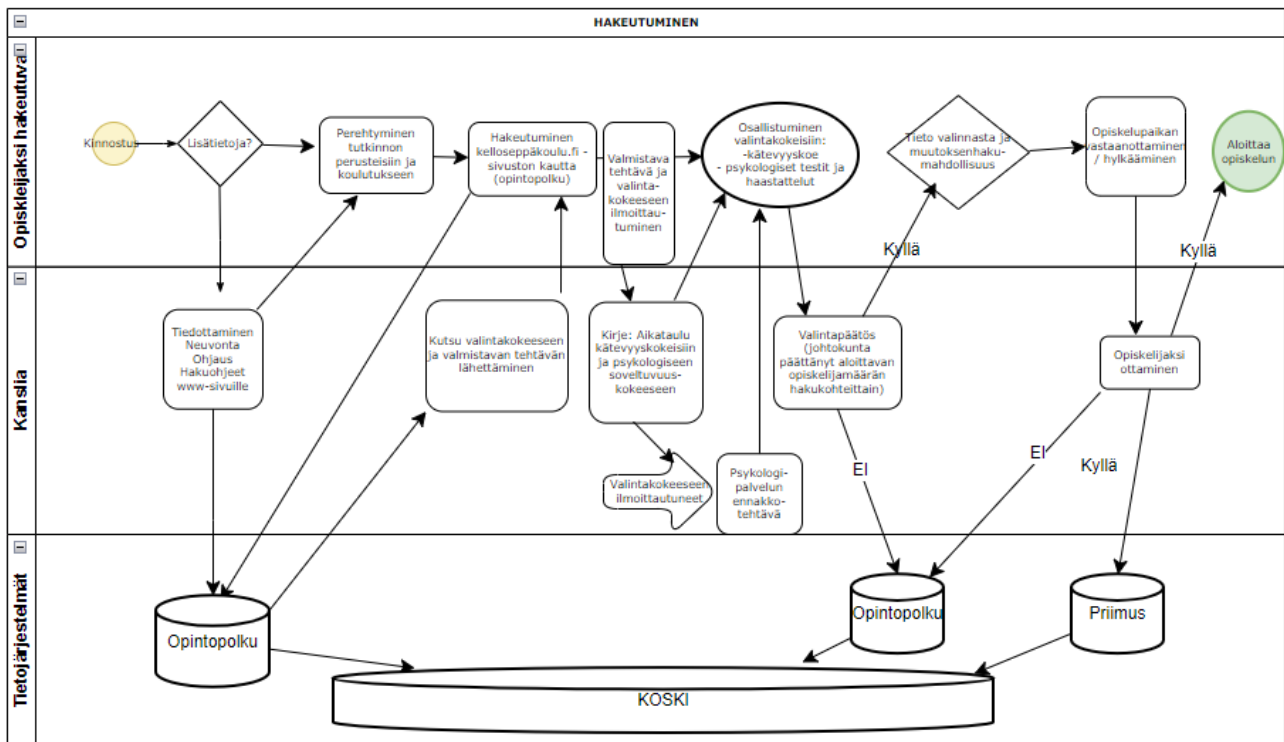 HAKEUTUMINEN
Opiskleijaksi hakeutuva
Kinnostus
Lisätietoja?
Perehtyminen
tutkinnon
perusteisiin ja
koulutukseen
Hakeutuminen
kelloseppäkoulu.fi -
sivuston kautta
(opintopolku)
Valmistava
tehtävä ja
valinta-
kokeeseen
ilmoittau-
tuminen
Osallistuminen
valintakokeisiin:
-kätevyyskoe
- psykologiset testit ja
haastattelut
Tieto valinnasta ja
muutoksenhaku-
mahdollisuus
Opiskelupaikan
vastaanottaminen
/ hylkääminen
Aloittaa
opiskelun
Kyllä
Kyllä
Kanslia
Tiedottaminen
Neuvonta
Ohjaus
Hakuohjeet
www-sivuille
Kutsu valintakokeeseen
ja valmistavan tehtävän
lähettäminen
Kirje: Aikataulu
kätevyyskokeisiin
ja psykologiseen
soveltuvuus-
kokeeseen
Valintapäätös
(johtokunta
päättänyt aloittavan
opiskelijamäärän
hakukohteittain)
Opiskelijaksi
ottaminen
Valintakokeeseen
ilmoittautuneet
Psykologi-
palvelun
ennakko-
tehtävä
EI
EI
Kyllä
Tietojärjestelmät
Opintopolku
Opintopolku
Priimus
KOSKI